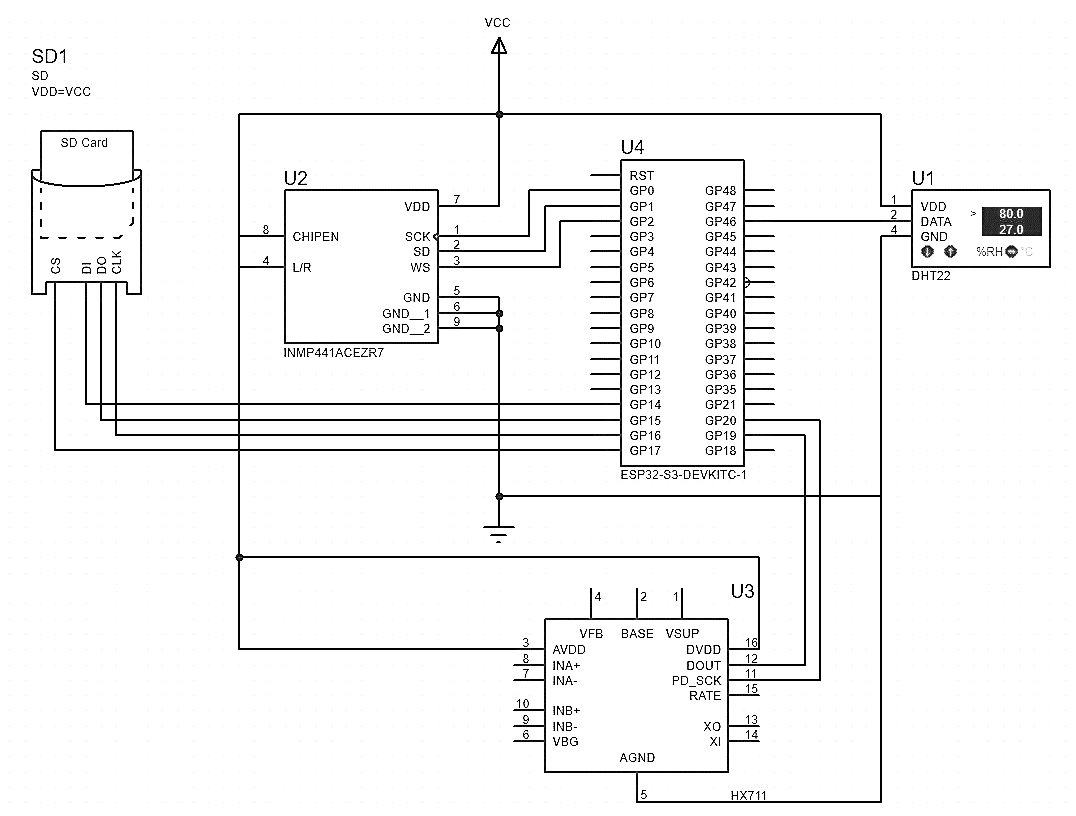 VCC
SD1
SD
VDD=VCC
SD Card
CS
DI
DO
CLK
U2
VDD 7
8 CHIPEN
SCK 1
SD 2
4 L/R
WS 3
GND 5
GND__1 6
GND__2 9
INMP441ACEZR7
U4
RST
GP0 GP48
GP1 GP47
GP2 GP46
GP3 GP45
GP4 GP44
GP5 GP43
GP6 GP42
GP7 GP41
GP8 GP40
GP9 GP39
GP10 GP38
GP11 GP37
GP12 GP36
GP13 GP35
GP14 GP21
GP15 GP20
GP16 GP19
GP17 GP18
ESP32-S3-DEVKITC-1
U1
1 VDD
2 DATA
4 GND
> 80.0
27.0
%RH °C
DHT22
U3
4 2 1
VFB BASE VSUP
3 AVDD DVDD 16
8 INA+ DOUT 12
7 INA- PD_SCK 11
RATE 15
10 INB+
9 INB- XO 13
6 VBG XI 14
AGND
5
HX711